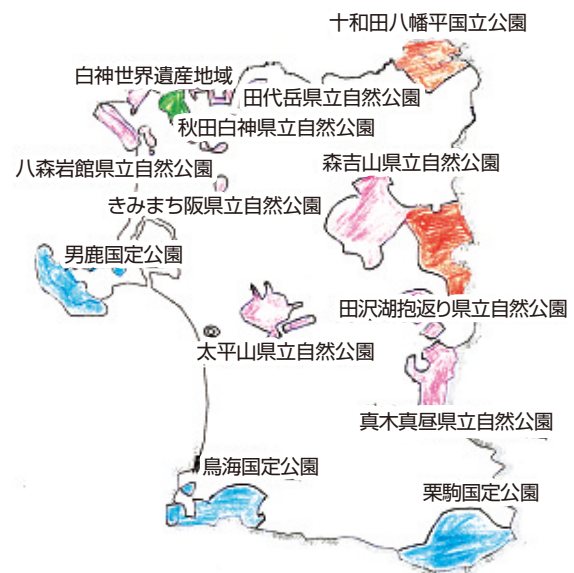 十和田八幡平国立公園
白神世界遺産地域
田代岳県立自然公園
秋田白神県立自然公園
八森岩館県立自然公園
森吉山県立自然公園
きみまち阪県立自然公園
男鹿国定公園
田沢湖抱返り県立自然公園
太平山県立自然公園
真木真昼県立自然公園
鳥海国定公園
栗駒国定公園